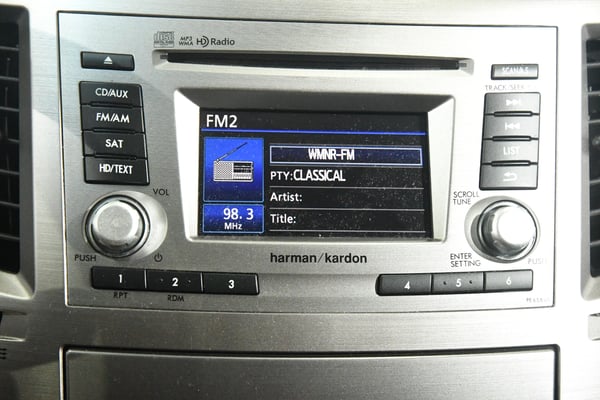 MP3
WMA
HD Radio
SCAN/A.S
TRACK SEEK
CD/AUX
FM/AM
SAT
HD/TEXT
LIST
FM2
WMNR-FM
PTY:CLASSICAL
Artist:
98.3
MHz
Title:
VOL
PUSH
SCROLL
TUNE
ENTER
SETTING
PUSH
harman/kardon
1
2
3
4
5
6
RPT
RDM